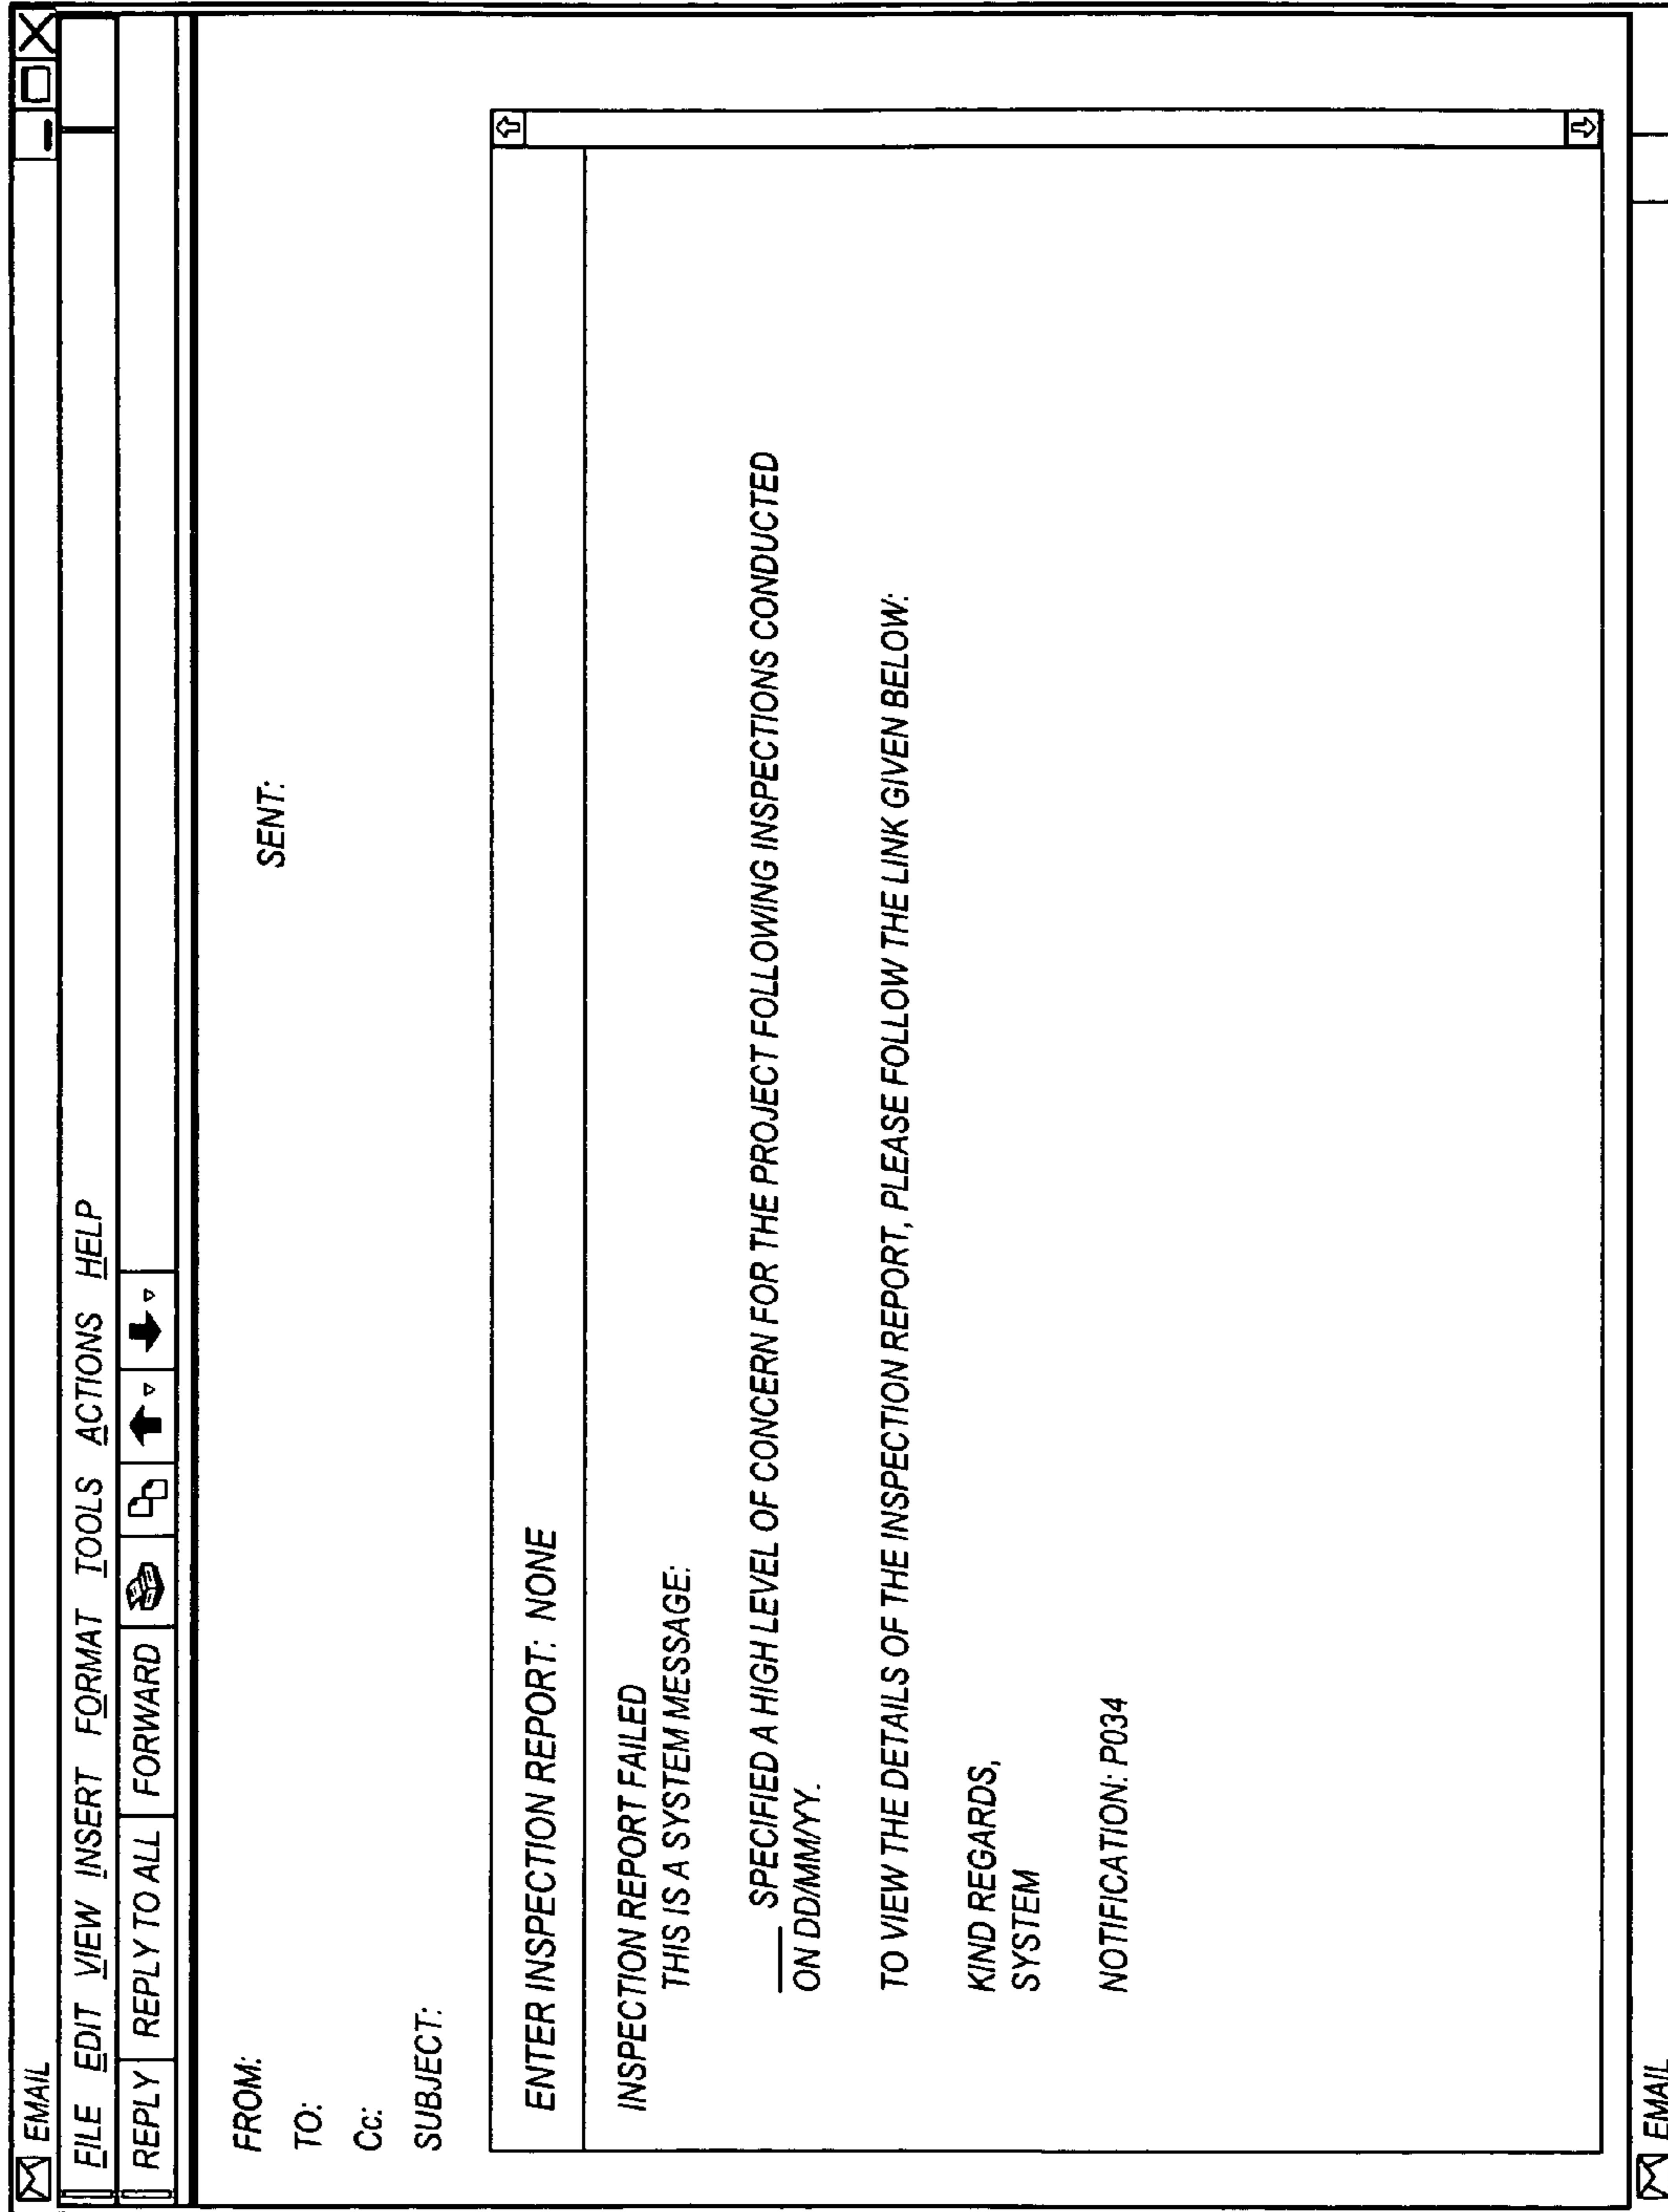 EMAIL
FILE EDIT VIEW INSERT FORMAT TOOLS ACTIONS HELP
REPLY REPLY TO ALL FORWARD
FROM:
SENT:
TO:
Cc:
SUBJECT:
ENTER INSPECTION REPORT: NONE
INSPECTION REPORT FAILED
THIS IS A SYSTEM MESSAGE:
SPECIFIED A HIGH LEVEL OF CONCERN FOR THE PROJECT FOLLOWING INSPECTIONS CONDUCTED
ON DD/MM/YY.
TO VIEW THE DETAILS OF THE INSPECTION REPORT, PLEASE FOLLOW THE LINK GIVEN BELOW:
KIND REGARDS,
SYSTEM
NOTIFICATION: P034
EMAIL